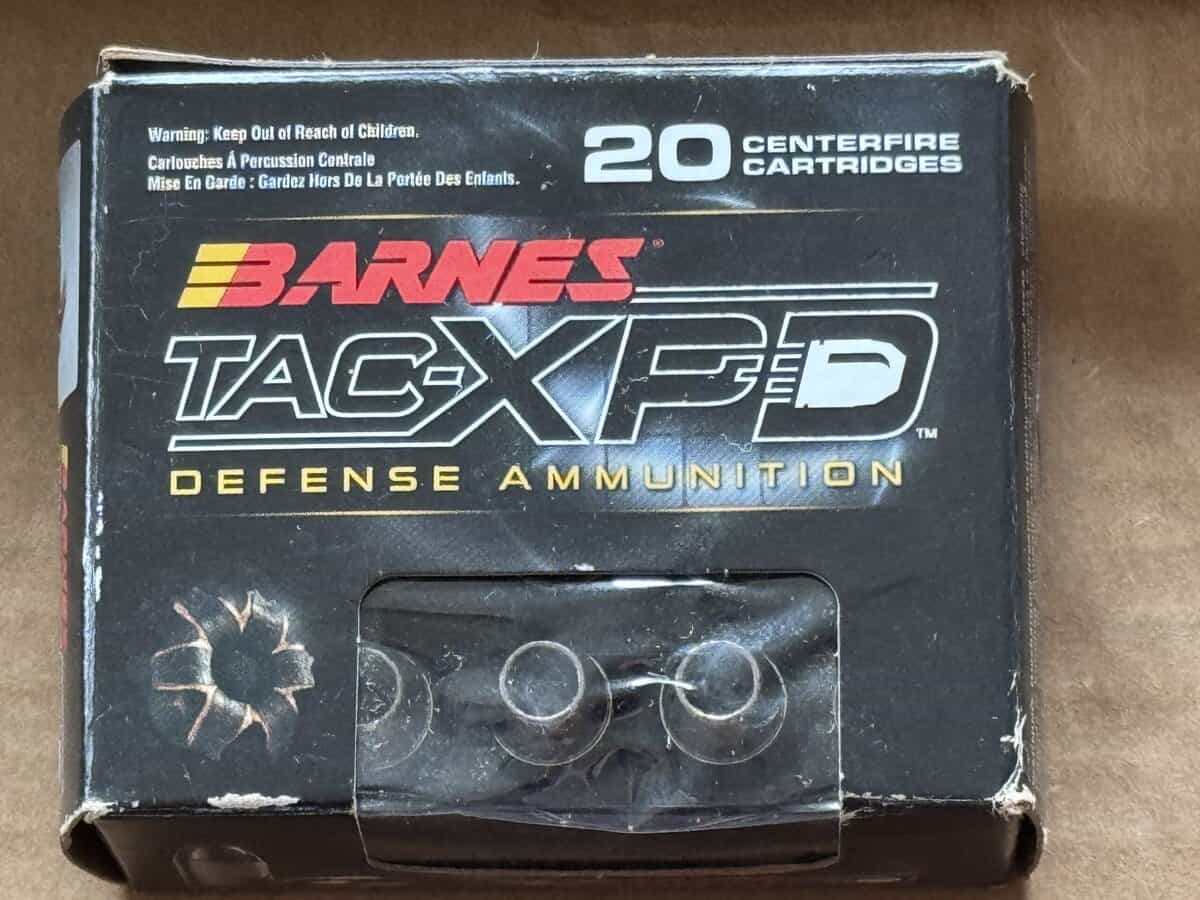 Warning: Keep Out of Reach of Children.
Cartouches Á Percussion Centrale
Mise En Garde : Gardez Hors De La Portée Des Enfants.
20 CENTERFIRE
CARTRIDGES
BARNES®
TAC-XPD™
DEFENSE AMMUNITION